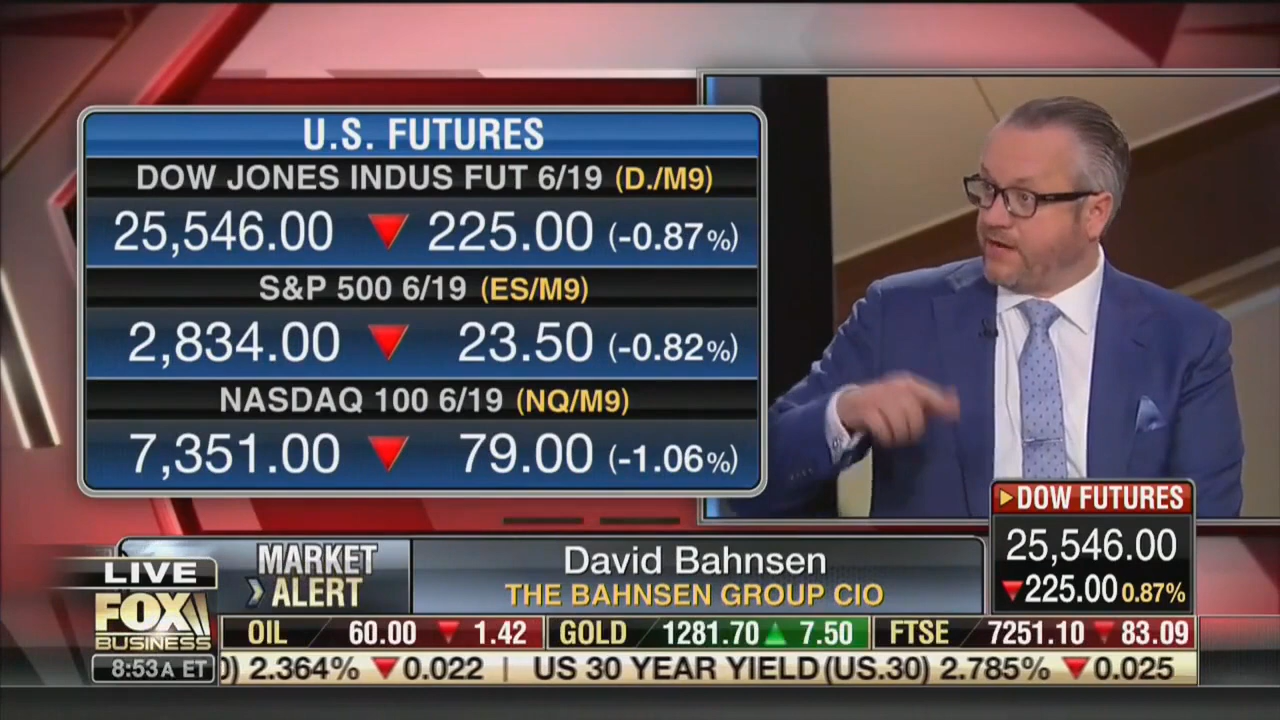 U.S. FUTURES
DOW JONES INDUS FUT 6/19 (D./M9)
25,546.00 ▼ 225.00 (-0.87%)
S&P 500 6/19 (ES/M9)
2,834.00 ▼ 23.50 (-0.82%)
NASDAQ 100 6/19 (NQ/M9)
7,351.00 ▼ 79.00 (-1.06%)
DOW FUTURES
25,546.00
▼225.00 0.87%
MARKET ALERT
David Bahnsen
THE BAHNSEN GROUP CIO
LIVE
FOX
BUSINESS
8:53A ET
OIL 60.00 ▼ 1.42 GOLD 1281.70 ▲ 7.50 FTSE 7251.10 ▼ 83.09
) 2.364% ▼0.022 | US 30 YEAR YIELD (US.30) 2.785% ▼0.025